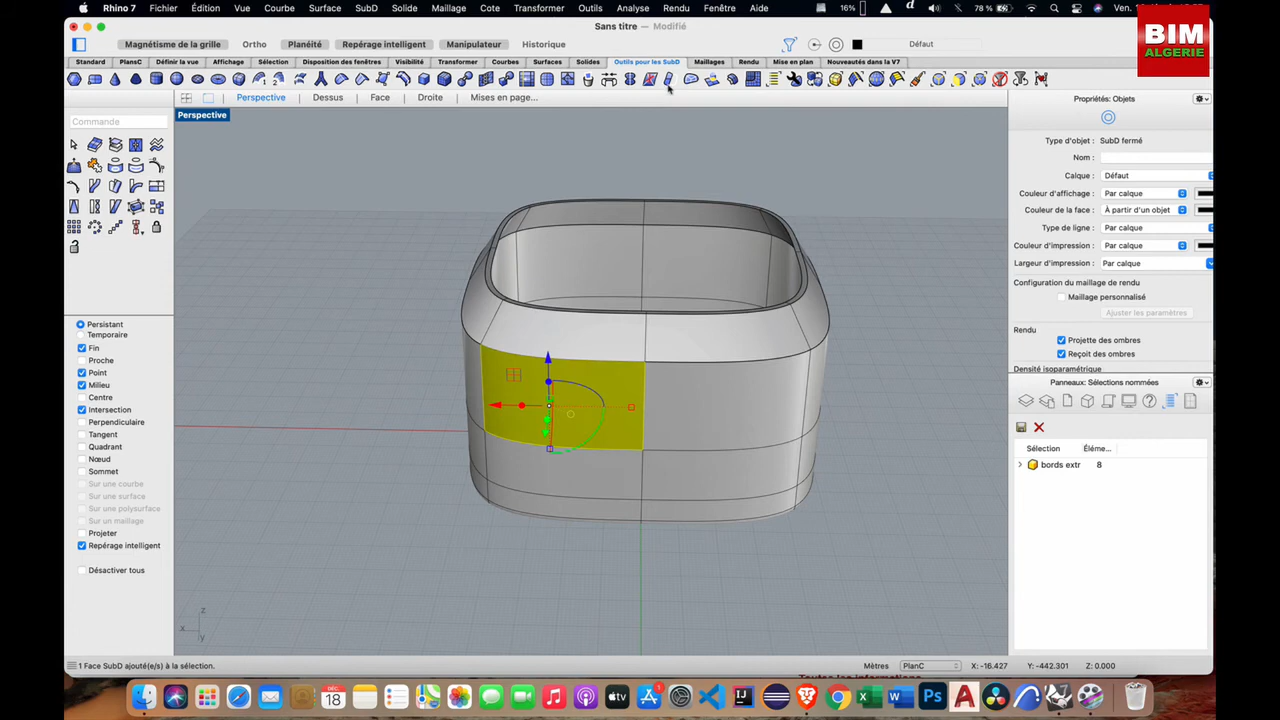 Rhino 7 Fichier Édition Vue Courbe Surface SubD Solide Maillage Cote Transformer Outils Analyse Rendu Fenêtre Aide 16% d 78 % Ven. 17
Sans titre — Modifié
Magnétisme de la grille Ortho Planéité Repérage intelligent Manipulateur Historique Défaut
BIM
ALGERIE
Standard PlansC Définir la vue Affichage Sélection Disposition des fenêtres Visibilité Transformer Courbes Surfaces Solides Outils pour les SubD Maillages Rendu Mise en plan Nouveautés dans la V7
Perspective Dessus Face Droite Mises en page...
Commande
Perspective
Persistant
Temporaire
Fin
Proche
Point
Milieu
Centre
Intersection
Perpendiculaire
Tangent
Quadrant
Nœud
Sommet
Sur une courbe
Sur une surface
Sur une polysurface
Sur un maillage
Projeter
Repérage intelligent
Désactiver tous
z
x
y
Propriétés: Objets
Type d'objet : SubD fermé
Nom :
Calque : Défaut
Couleur d'affichage : Par calque
Couleur de la face : À partir d'un objet
Type de ligne : Par calque
Couleur d'impression : Par calque
Largeur d'impression : Par calque
Configuration du maillage de rendu
Maillage personnalisé
Ajuster les paramètres
Rendu
Projette des ombres
Reçoit des ombres
Densité isoparamétrique
Panneaux: Sélections nommées
Sélection Éléme...
bords extr 8
1 Face SubD ajouté(e/s) à la sélection. Mètres PlanC X: -16.427 Y: -442.301 Z: 0.000
DÉC.
18
tv